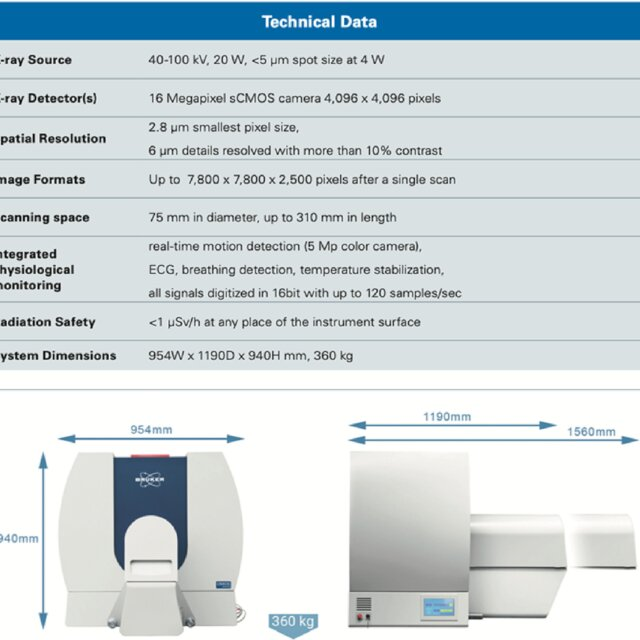 Technical Data
-ray Source 40-100 kV, 20 W, <5 µm spot size at 4 W
-ray Detector(s) 16 Megapixel sCMOS camera 4,096 x 4,096 pixels
patial Resolution 2.8 µm smallest pixel size,
6 µm details resolved with more than 10% contrast
mage Formats Up to 7,800 x 7,800 x 2,500 pixels after a single scan
canning space 75 mm in diameter, up to 310 mm in length
ntegrated real-time motion detection (5 Mp color camera),
hysiological ECG, breathing detection, temperature stabilization,
onitoring all signals digitized in 16bit with up to 120 samples/sec
adiation Safety <1 µSv/h at any place of the instrument surface
ystem Dimensions 954W x 1190D x 940H mm, 360 kg
954mm
1190mm
1560mm
BRUKER
940mm
360 kg